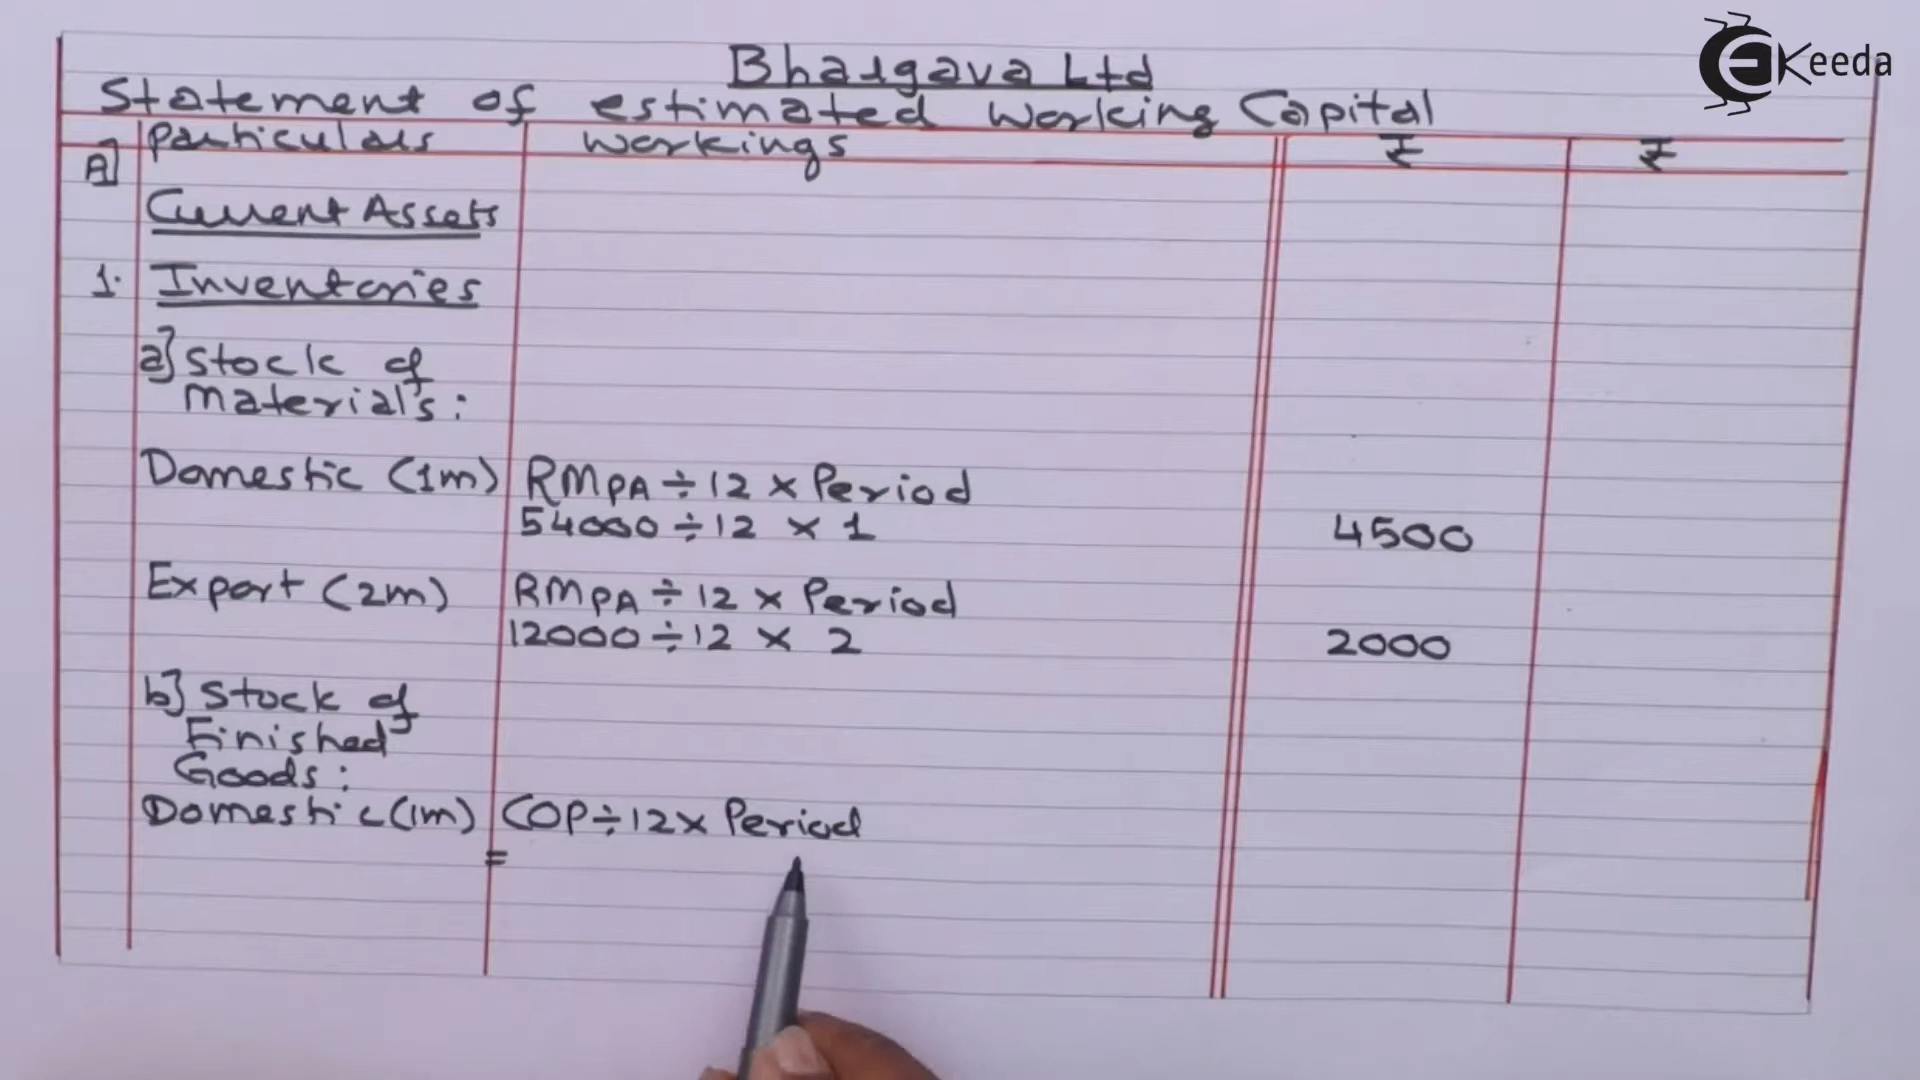 EKeeda
Bhargava Ltd
Statement of estimated Working Capital
Particulars Workings ₹ ₹
A]
Current Assets
1. Inventories
a] Stock of
Materials:
Domestic (1m) RMPA ÷ 12 × Period
54000 ÷ 12 × 1 4500
Export (2m) RMPA ÷ 12 × Period
12000 ÷ 12 × 2 2000
b] Stock of
Finished
Goods:
Domestic (1m) COP ÷ 12 × Period
=